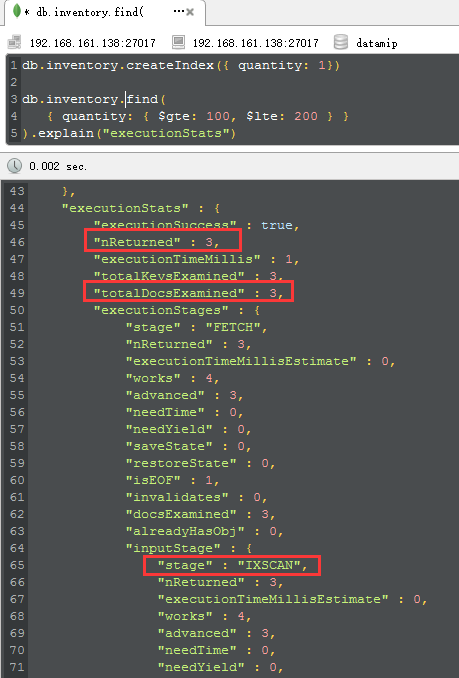 * db.inventory.find( ··· ×
192.168.161.138:27017 192.168.161.138:27017 datamip
1 db.inventory.createIndex({ quantity: 1})
2
3 db.inventory.find(
4 { quantity: { $gte: 100, $lte: 200 } }
5 ).explain("executionStats")
0.002 sec.
43 },
44 "executionStats" : {
45 "executionSuccess" : true,
46 "nReturned" : 3,
47 "executionTimeMillis" : 1,
48 "totalKeysExamined" : 3,
49 "totalDocsExamined" : 3,
50 "executionStages" : {
51 "stage" : "FETCH",
52 "nReturned" : 3,
53 "executionTimeMillisEstimate" : 0,
54 "works" : 4,
55 "advanced" : 3,
56 "needTime" : 0,
57 "needYield" : 0,
58 "saveState" : 0,
59 "restoreState" : 0,
60 "isEOF" : 1,
61 "invalidates" : 0,
62 "docsExamined" : 3,
63 "alreadyHasObj" : 0,
64 "inputStage" : {
65 "stage" : "IXSCAN",
66 "nReturned" : 3,
67 "executionTimeMillisEstimate" : 0,
68 "works" : 4,
69 "advanced" : 3,
70 "needTime" : 0,
71 "needYield" : 0,